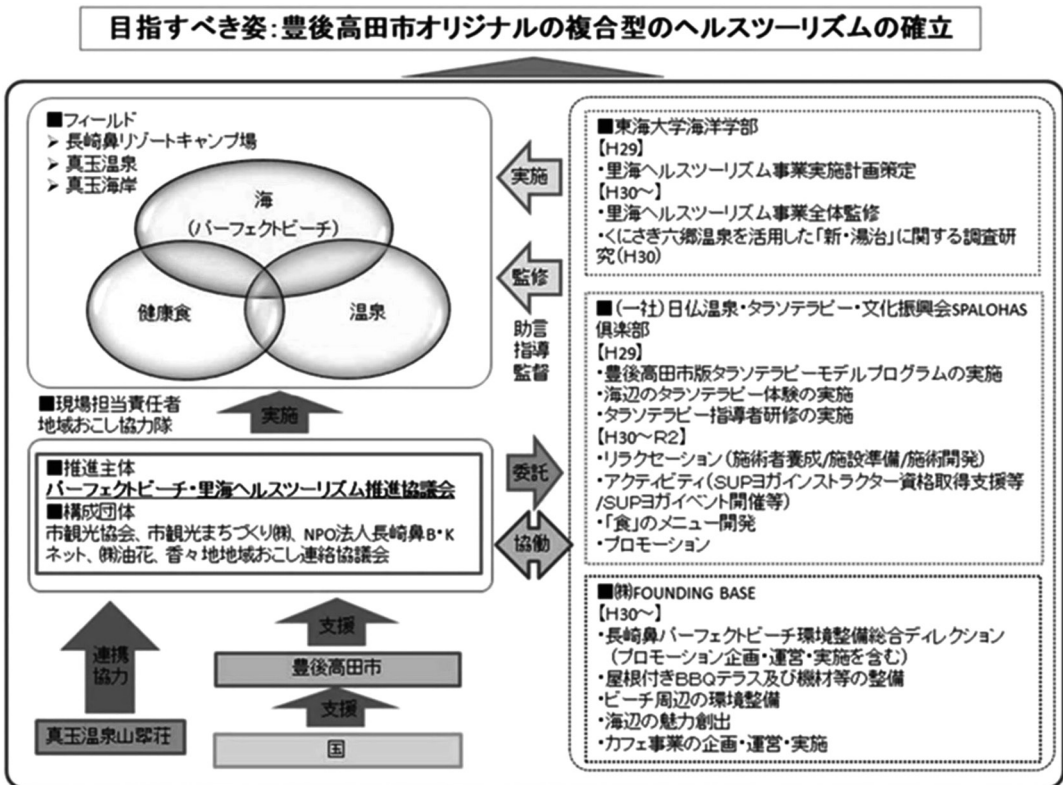 目指すべき姿：豊後高田市オリジナルの複合型のヘルスツーリズムの確立
■フィールド
➢ 長崎鼻リゾートキャンプ場
➢ 真玉温泉
➢ 真玉海岸
海
(パーフェクトビーチ)
健康食
温泉
■現場担当責任者
地域おこし協力隊
実施
■推進主体
パーフェクトビーチ・里海ヘルスツーリズム推進協議会
■構成団体
市観光協会、市観光まちづくり㈱、NPO法人長崎鼻B・K
ネット、㈱油花、香々地地域おこし連絡協議会
連携
協力
真玉温泉山翠荘
支援
豊後高田市
支援
国
実施
監修
助言
指導
監督
委託
協働
■東海大学海洋学部
【H29】
・里海ヘルスツーリズム事業実施計画策定
【H30～】
・里海ヘルスツーリズム事業全体監修
・くにさき六郷温泉を活用した「新・湯治」に関する調査研
究(H30)
■(一社)日仏温泉・タラソテラピー・文化振興会SPALOHAS
倶楽部
【H29】
・豊後高田市版タラソテラピーモデルプログラムの実施
・海辺のタラソテラピー体験の実施
・タラソテラピー指導者研修の実施
【H30～R2】
・リラクセーション(施術者養成/施設準備/施術開発)
・アクティビティ(SUPヨガインストラクター資格取得支援等
/SUPヨガイベント開催等)
・「食」のメニュー開発
・プロモーション
■㈱FOUNDING BASE
【H30～】
・長崎鼻パーフェクトビーチ環境整備総合ディレクション
(プロモーション企画・運営・実施を含む)
・屋根付きBBQテラス及び機材等の整備
・ビーチ周辺の環境整備
・海辺の魅力創出
・カフェ事業の企画・運営・実施